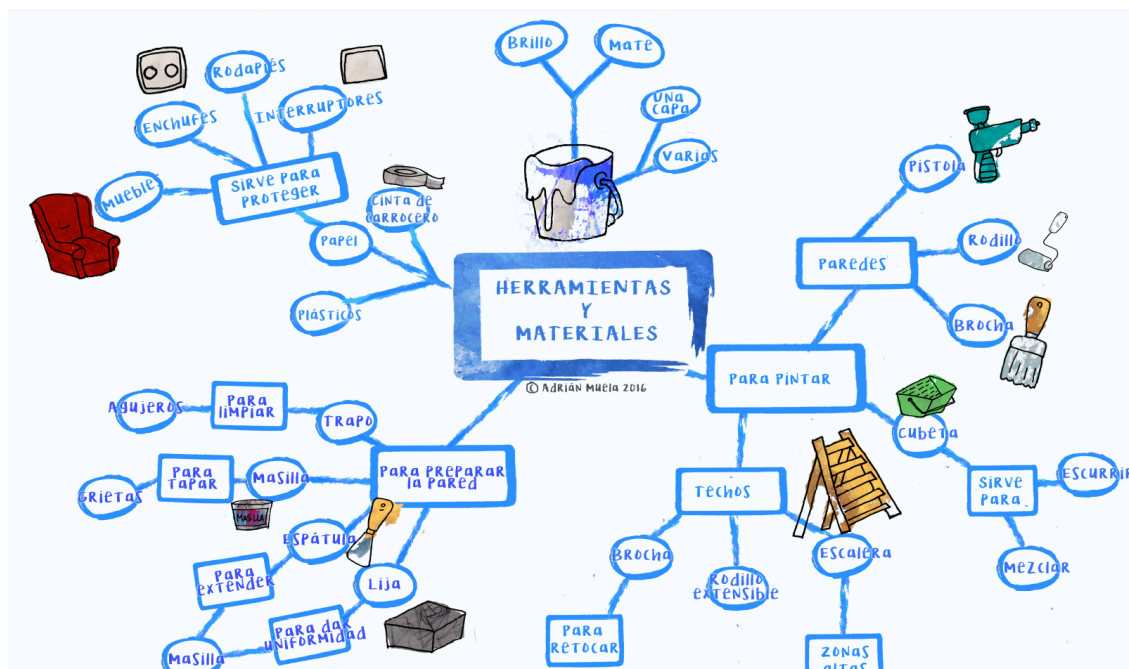 BRILLO
MATE
RODAPIÉS
INTERRUPTORES
ENCHUFES
UNA
CAPA
VARIAS
MUEBLE
SIRVE PARA
PROTEGER
PISTOLA
CINTA DE
CARROCERO
PAPEL
RODILLO
PAREDES
PLÁSTICOS
HERRAMIENTAS
Y
MATERIALES
BROCHA
© ADRIÁN MUELA 2016
PARA PINTAR
AGUJEROS
PARA
LIMPIAR
TRAPO
CUBETA
PARA PREPARAR
LA PARED
GRIETAS
PARA
TAPAR
MASILLA
MASILLA
TECHOS
SIRVE
PARA
ESCURRIR
ESPÁTULA
BROCHA
RODILLO
EXTENSIBLE
ESCALERA
MEZCLAR
PARA
EXTENDER
LIJA
PARA DAR
UNIFORMIDAD
MASILLA
PARA
RETOCAR
ZONAS
ALTAS